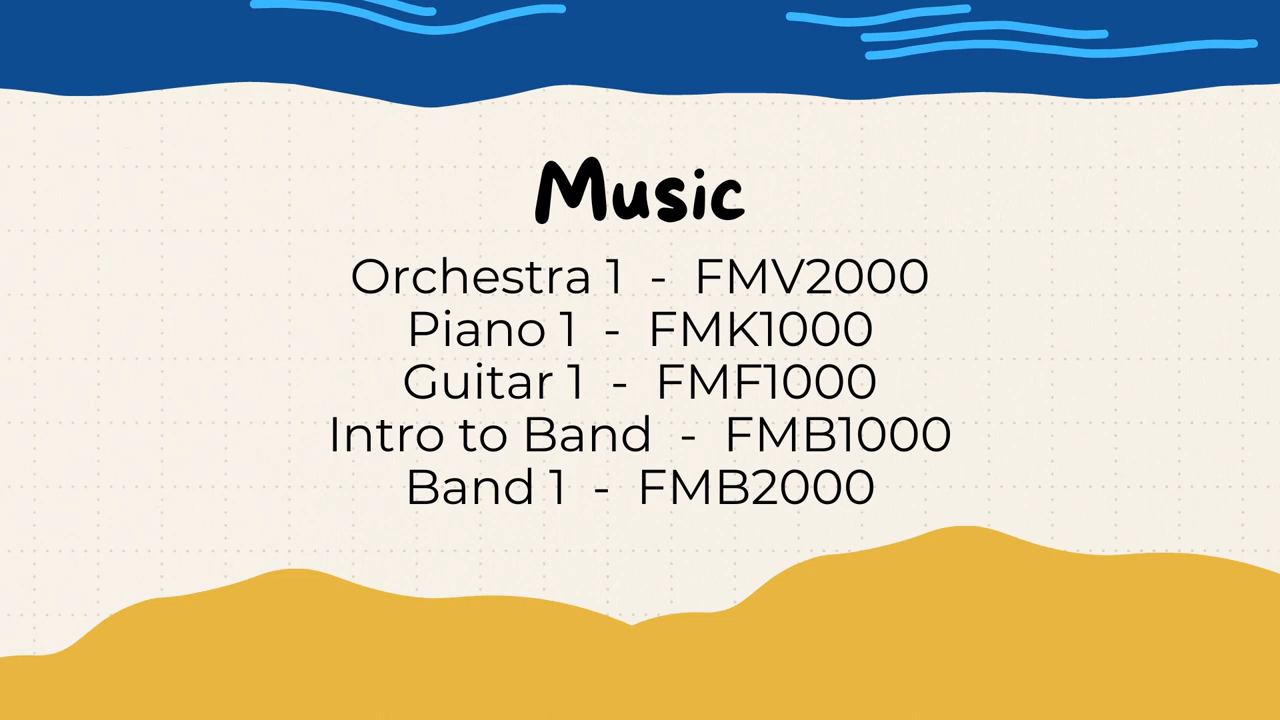 Music
Orchestra 1 - FMV2000
Piano 1 - FMK1000
Guitar 1 - FMF1000
Intro to Band - FMB1000
Band 1 - FMB2000